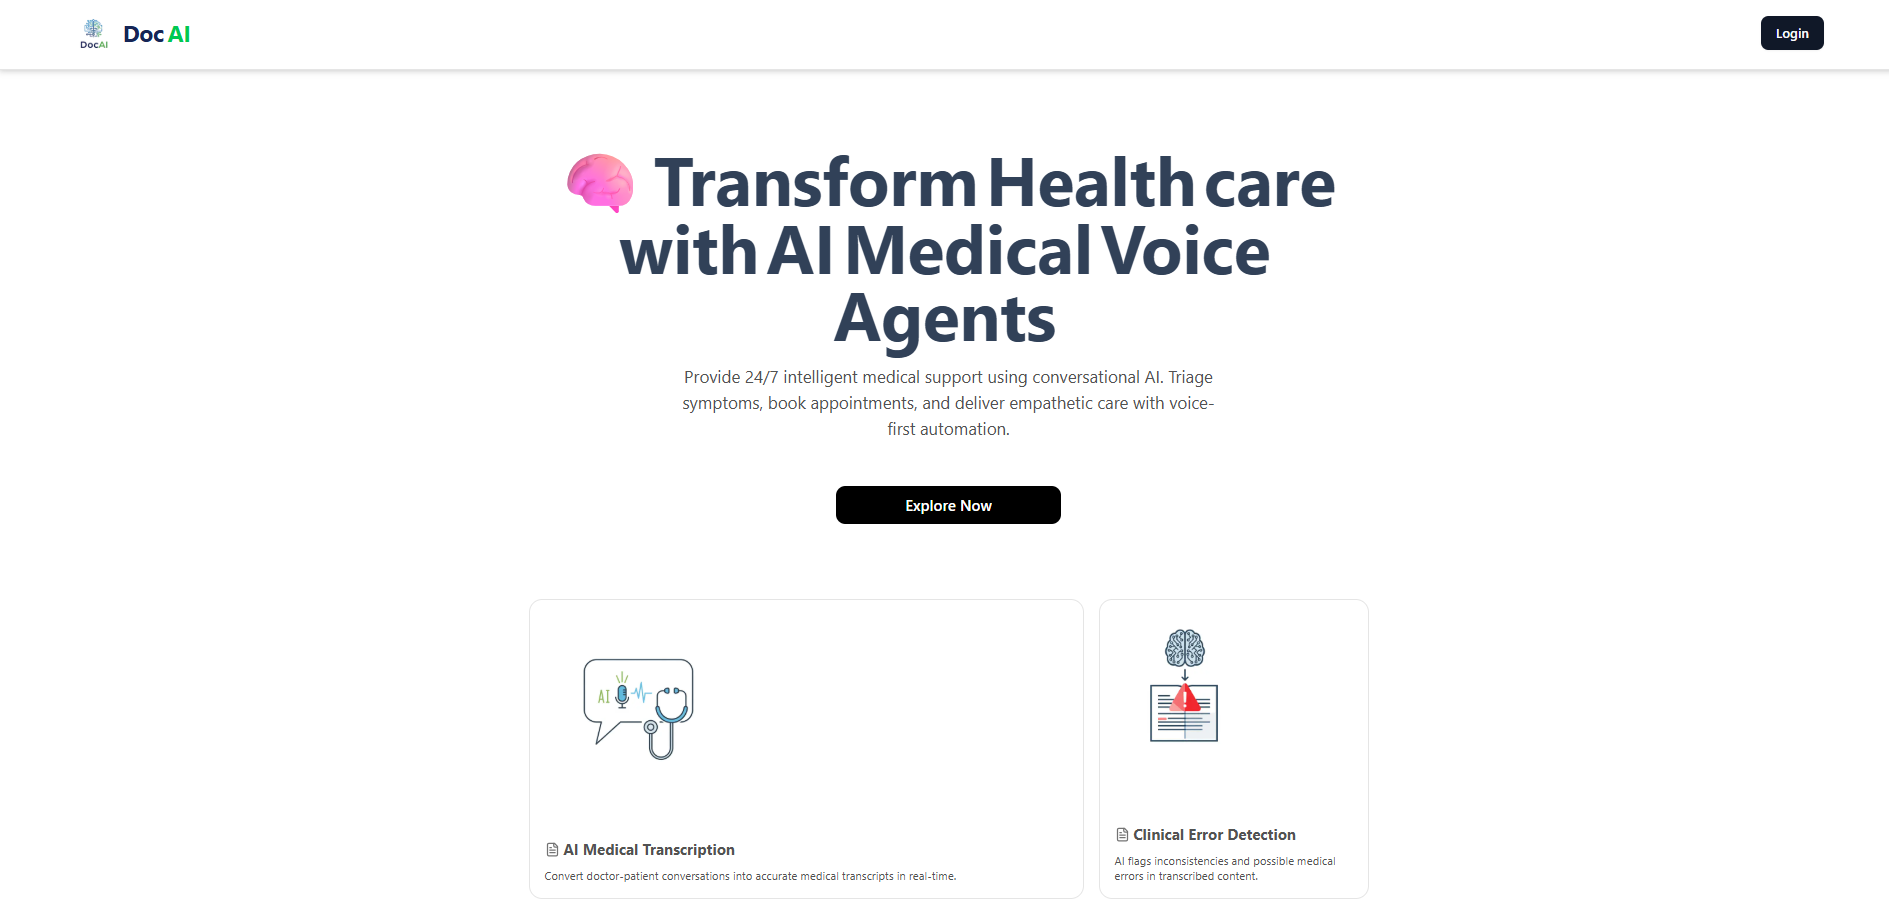 DocAI
Doc AI
Login
🧠 Transform Healthcare
with AI Medical Voice
Agents
Provide 24/7 intelligent medical support using conversational AI. Triage
symptoms, book appointments, and deliver empathetic care with voice-
first automation.
Explore Now
AI
AI Medical Transcription
Convert doctor-patient conversations into accurate medical transcripts in real-time.
Clinical Error Detection
AI flags inconsistencies and possible medical
errors in transcribed content.